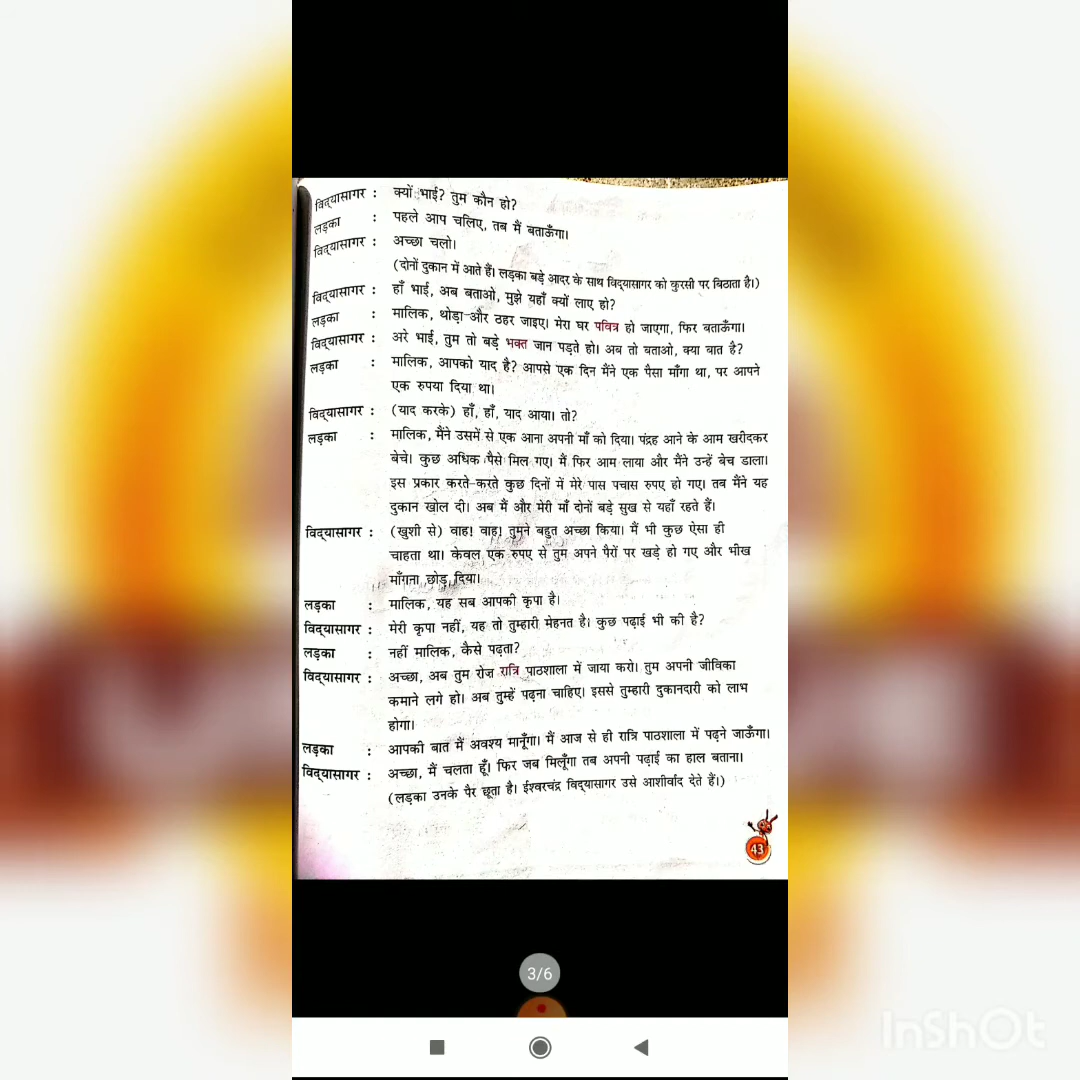 विद्‍यासागर : क्यों भाई? तुम कौन हो?
लड़का : पहले आप चलिए, तब मैं बताऊँगा।
विद्‍यासागर : अच्छा चलो।
(दोनों दुकान में आते हैं। लड़का बड़े आदर के साथ विद्‍यासागर को कुरसी पर बिठाता है।)
विद्‍यासागर : हाँ भाई, अब बताओ, मुझे यहाँ क्यों लाए हो?
लड़का : मालिक, थोड़ा और ठहर जाइए। मेरा घर पवित्र हो जाएगा, फिर बताऊँगा।
विद्‍यासागर : अरे भाई, तुम तो बड़े भक्त जान पड़ते हो। अब तो बताओ, क्या बात है?
लड़का : मालिक, आपको याद है? आपसे एक दिन मैंने एक पैसा माँगा था, पर आपने
एक रुपया दिया था।
विद्‍यासागर : (याद करके) हाँ, हाँ, याद आया। तो?
लड़का : मालिक, मैंने उसमें से एक आना अपनी माँ को दिया। पंद्रह आने के आम खरीदकर
बेचे। कुछ अधिक पैसे मिल गए। मैं फिर आम लाया और मैंने उन्हें बेच डाला।
इस प्रकार करते-करते कुछ दिनों में मेरे पास पचास रुपए हो गए। तब मैंने यह
दुकान खोल दी। अब मैं और मेरी माँ दोनों बड़े सुख से यहाँ रहते हैं।
विद्‍यासागर : (खुशी से) वाह! वाह! तुमने बहुत अच्छा किया। मैं भी कुछ ऐसा ही
चाहता था। केवल एक रुपए से तुम अपने पैरों पर खड़े हो गए और भीख
माँगना छोड़ दिया।
लड़का : मालिक, यह सब आपकी कृपा है।
विद्‍यासागर : मेरी कृपा नहीं, यह तो तुम्हारी मेहनत है। कुछ पढ़ाई भी की है?
लड़का : नहीं मालिक, कैसे पढ़ता?
विद्‍यासागर : अच्छा, अब तुम रोज रात्रि पाठशाला में जाया करो। तुम अपनी जीविका
कमाने लगे हो। अब तुम्हें पढ़ना चाहिए। इससे तुम्हारी दुकानदारी को लाभ
होगा।
लड़का : आपकी बात मैं अवश्य मानूँगा। मैं आज से ही रात्रि पाठशाला में पढ़ने जाऊँगा।
विद्‍यासागर : अच्छा, मैं चलता हूँ। फिर जब मिलूँगा तब अपनी पढ़ाई का हाल बताना।
(लड़का उनके पैर छूता है। ईश्वरचंद्र विद्‍यासागर उसे आशीर्वाद देते हैं।)
43
3/6
InShOt